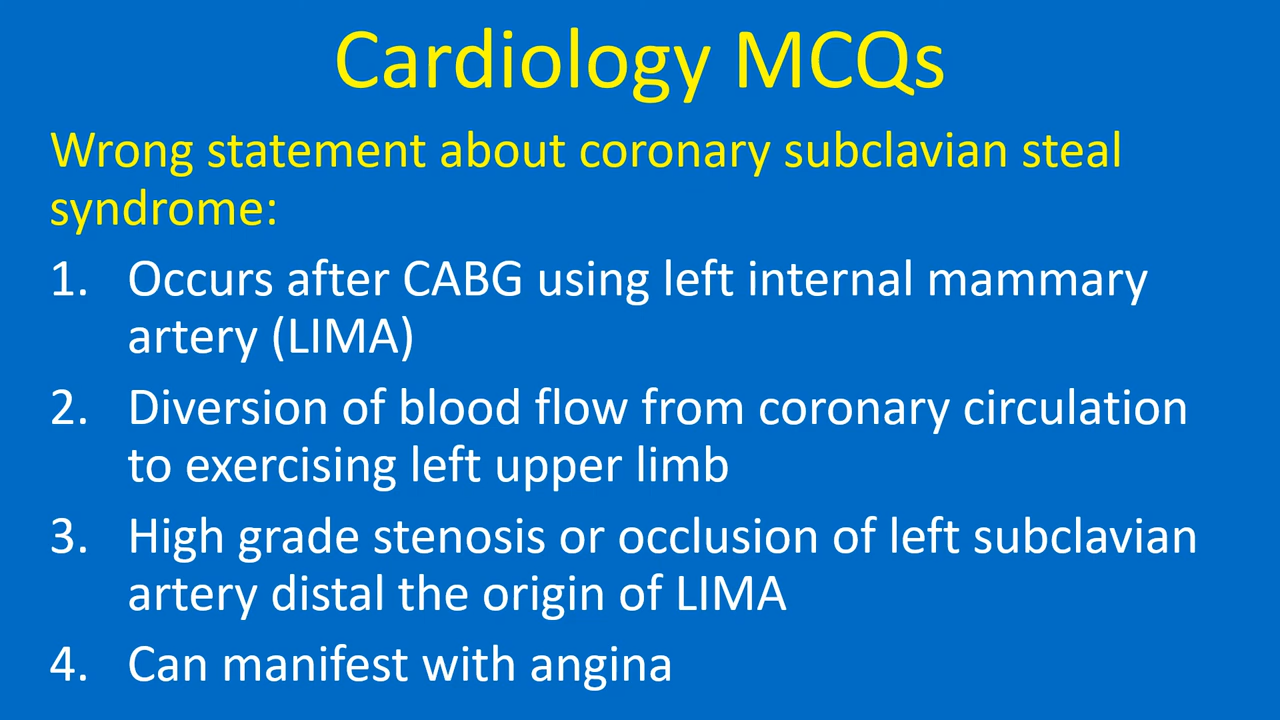 Cardiology MCQs
Wrong statement about coronary subclavian steal
syndrome:
1. Occurs after CABG using left internal mammary
artery (LIMA)
2. Diversion of blood flow from coronary circulation
to exercising left upper limb
3. High grade stenosis or occlusion of left subclavian
artery distal the origin of LIMA
4. Can manifest with angina